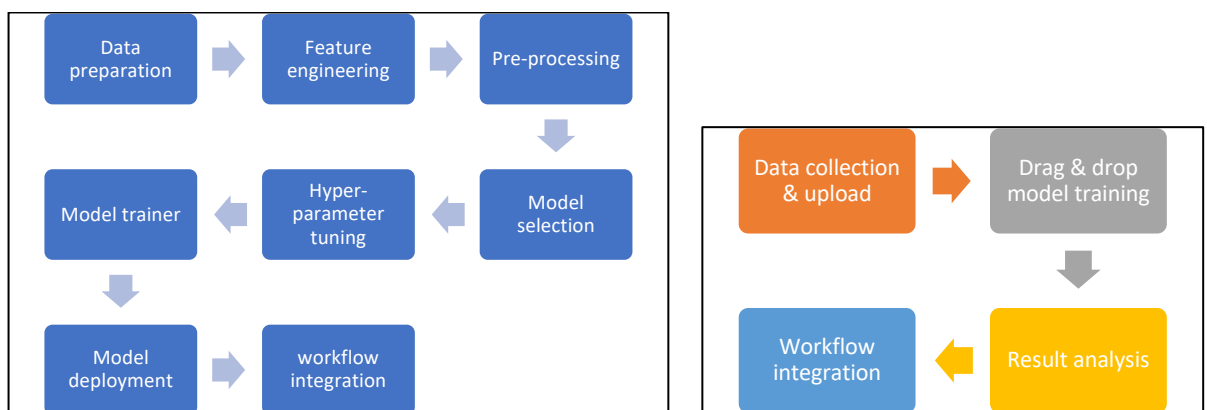 Data
preparation
Feature
engineering
Pre-processing
Model
selection
Hyper-
parameter
tuning
Model trainer
Model
deployment
workflow
integration
Data collection
& upload
Drag & drop
model training
Result analysis
Workflow
integration